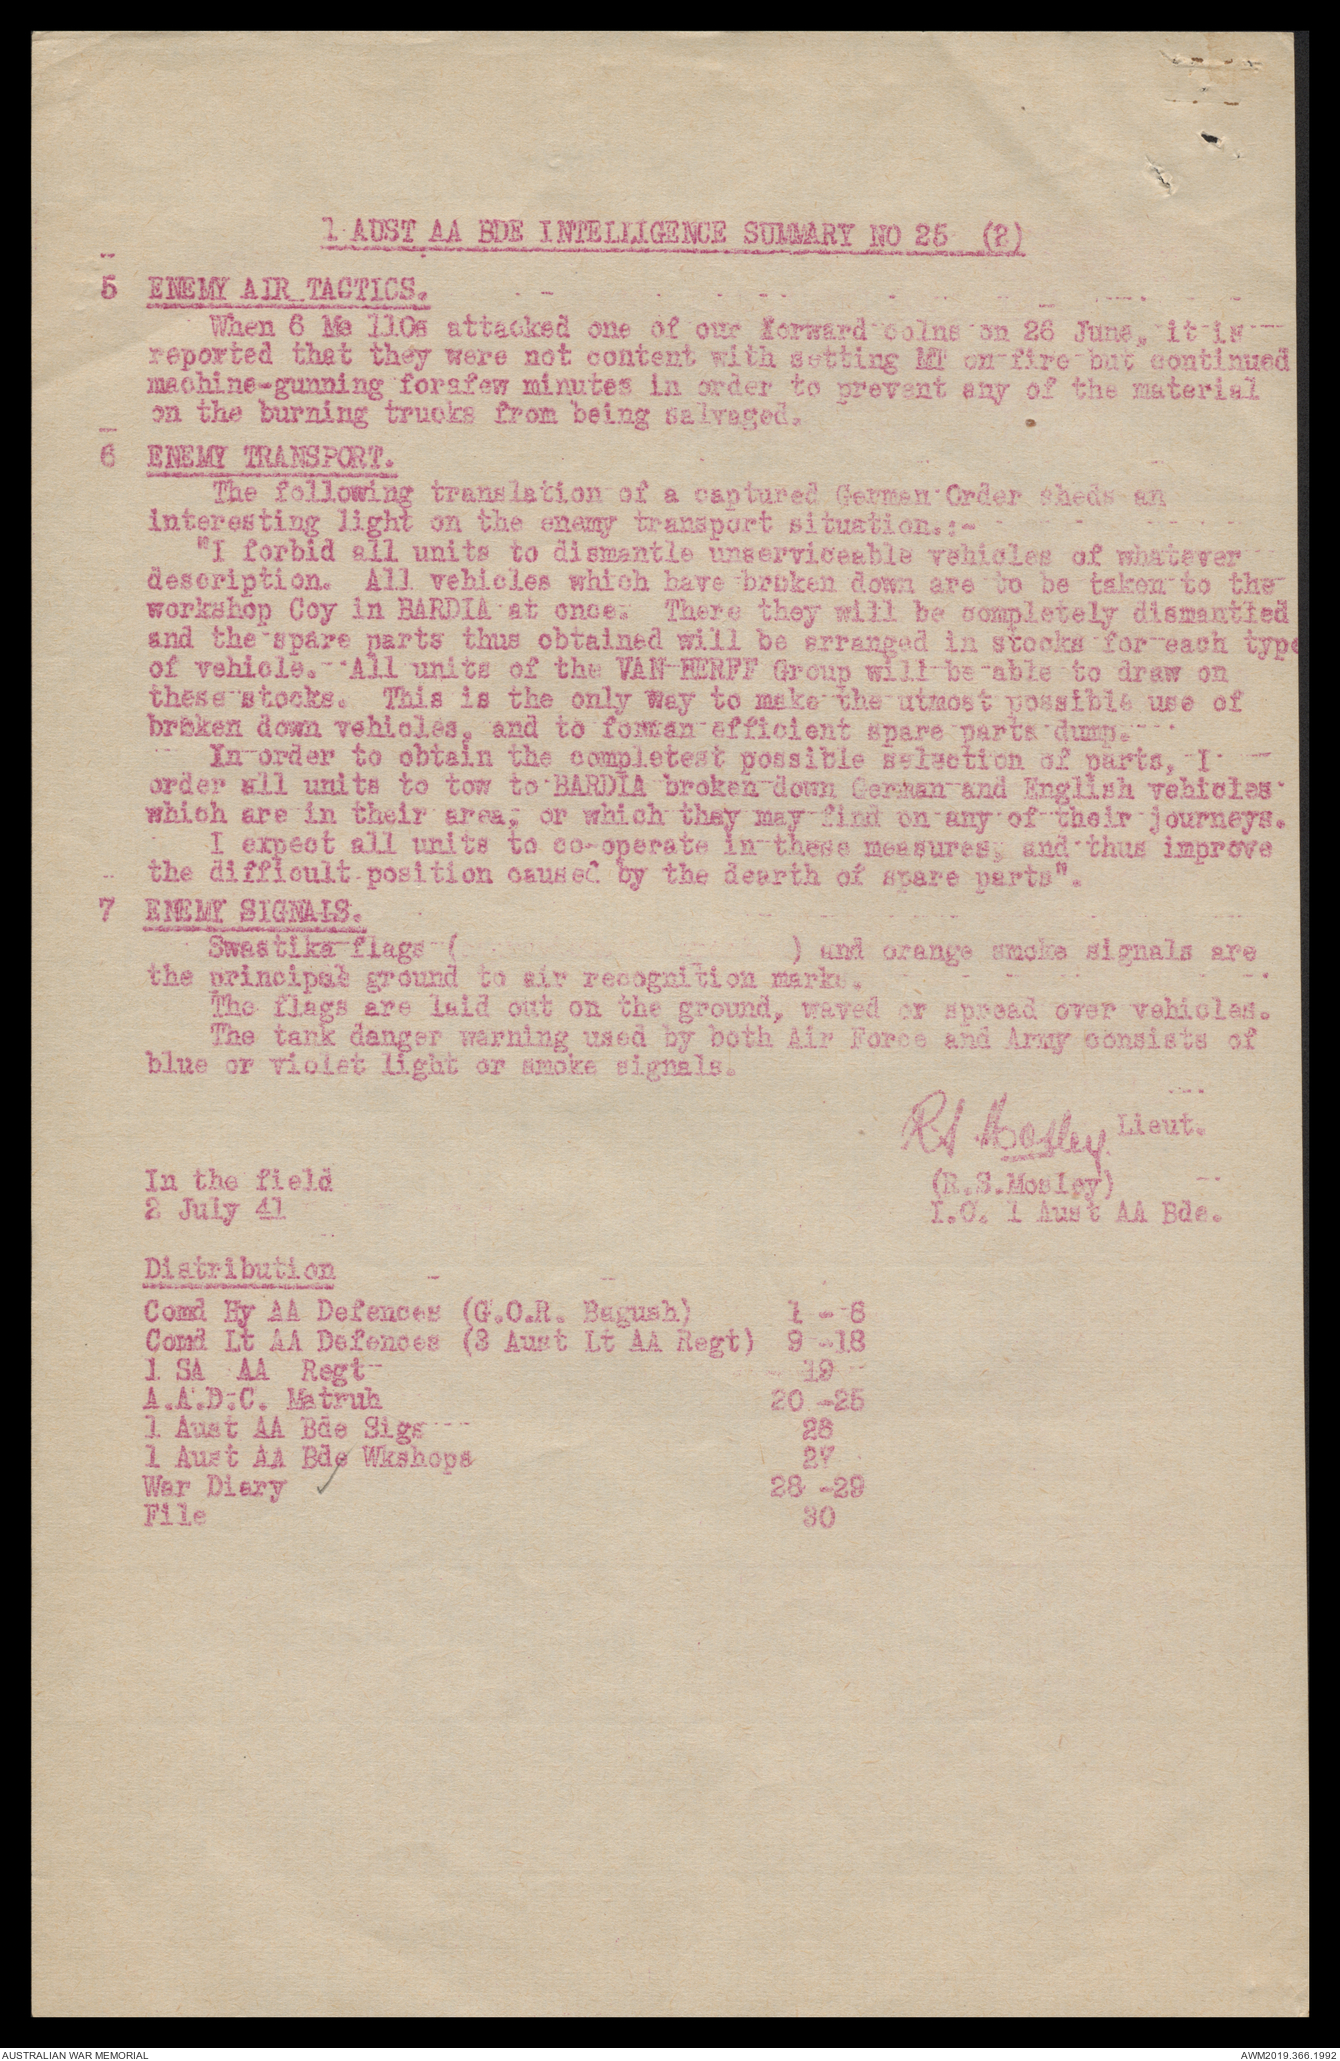 1 AUST AA BDE INTELLIGENCE SUMMARY NO 25 (2)
5 ENEMY AIR TACTICS.
When 6 Me 110s attacked one of our forward colns on 26 June, it is
reported that they were not content with setting MT on fire but continued
machine-gunning forafew minutes in order to prevent any of the material
on the burning trucks from being salvaged.
6 ENEMY TRANSPORT.
The following translation of a captured German Order sheds an
interesting light on the enemy transport situation.:-
"I forbid all units to dismantle unserviceable vehicles of whatever
description. All vehicles which have broken down are to be taken to the
workshop Coy in BARDIA at once. There they will be completely dismantled
and the spare parts thus obtained will be arranged in stocks for each type
of vehicle. All units of the VAN HERFF Group will be able to draw on
these stocks. This is the only way to make the utmost possible use of
broken down vehicles, and to forman efficient spare parts dump.
In order to obtain the completest possible selection of parts, I
order all units to tow to BARDIA broken down German and English vehicles
which are in their area, or which they may find on any of their journeys.
I expect all units to co-operate in these measures, and thus improve
the difficult position caused by the dearth of spare parts".
7 ENEMY SIGNALS.
Swastika flags ( ) and orange smoke signals are
the principal ground to air recognition marks.
The flags are laid out on the ground, waved or spread over vehicles.
The tank danger warning used by both Air Force and Army consists of
blue or violet light or smoke signals.
RS Mosley Lieut.
In the field (R.S.Mosley)
2 July 41 I.O. 1 Aust AA Bde.
Distribution
Comd Hy AA Defences (G.O.R. Bagush) 1 - 8
Comd Lt AA Defences (3 Aust Lt AA Regt) 9 -18
1 SA AA Regt 19
A.A.D.C. Matruh 20 -25
1 Aust AA Bde Sigs 26
1 Aust AA Bde Wkshops 27
War Diary ✓ 28 -29
File 30
AUSTRALIAN WAR MEMORIAL AWM2019.366.1992